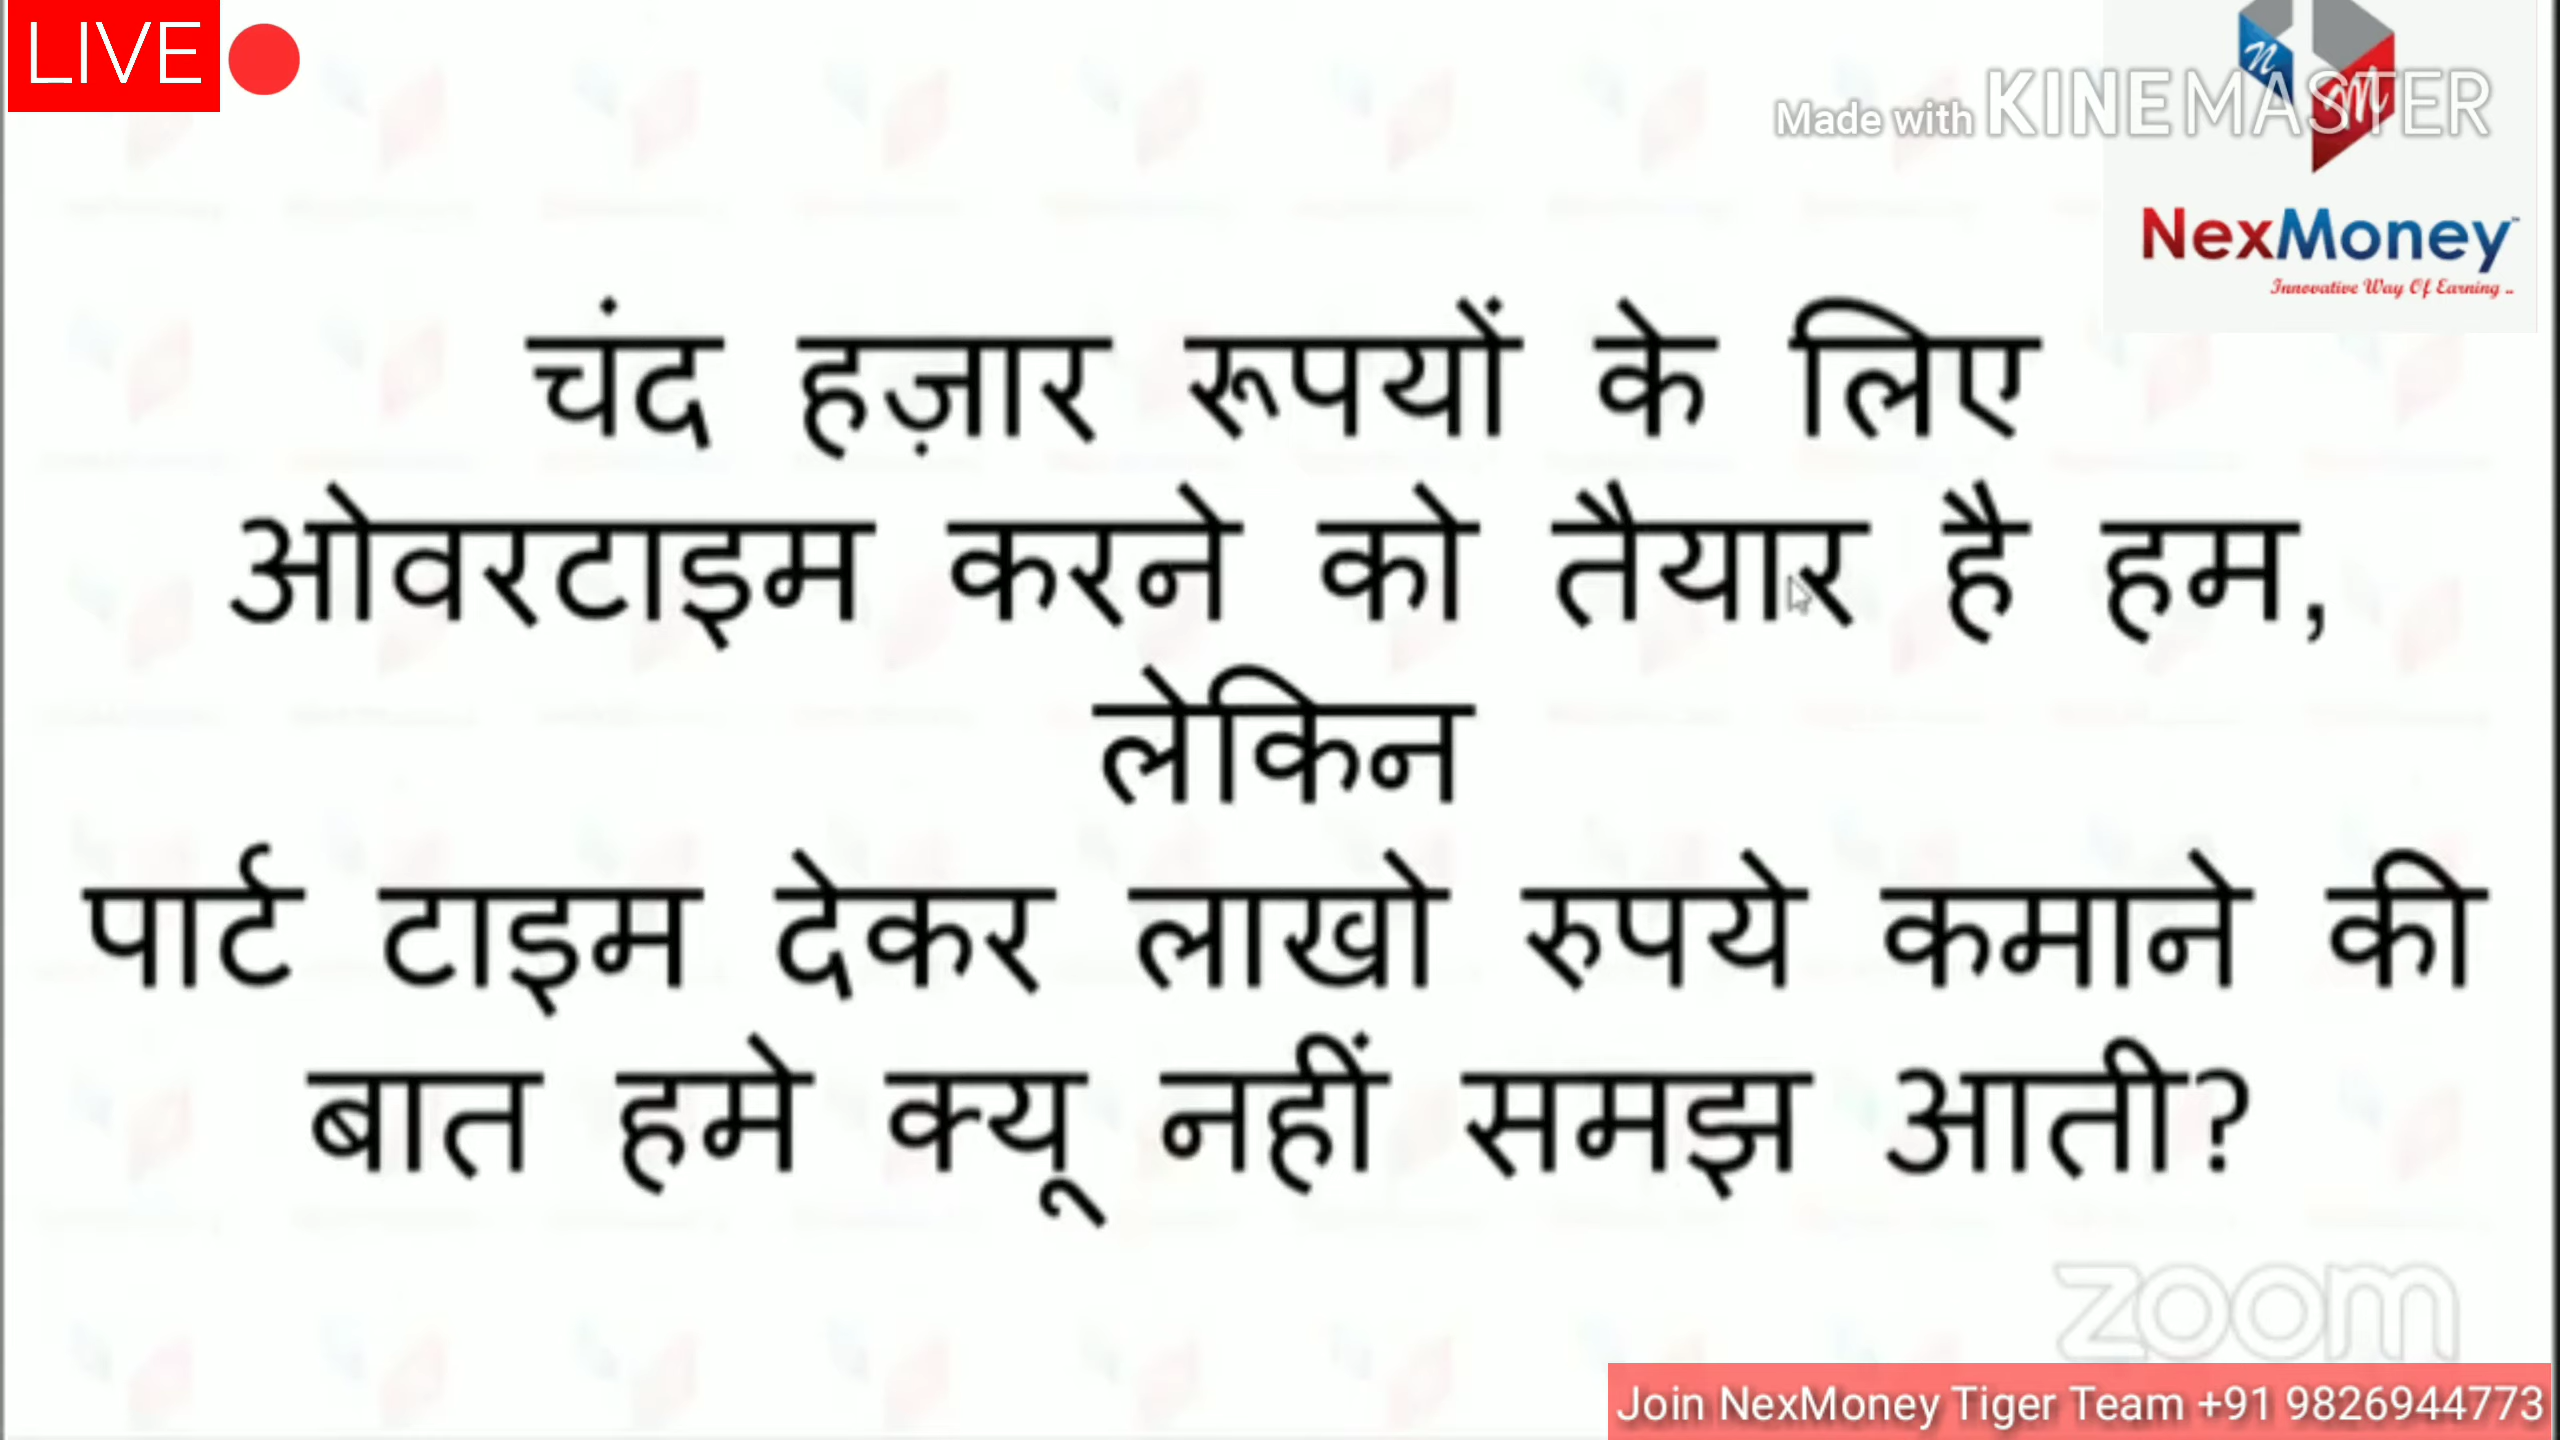 LIVE
Made with KINEMASTER
NexMoney
Innovative Way Of Earning ..
चंद हज़ार रूपयों के लिए
ओवरटाइम करने को तैयार है हम,
लेकिन
पार्ट टाइम देकर लाखो रुपये कमाने की
बात हमे क्यू नहीं समझ आती?
zoom
Join NexMoney Tiger Team +91 9826944773